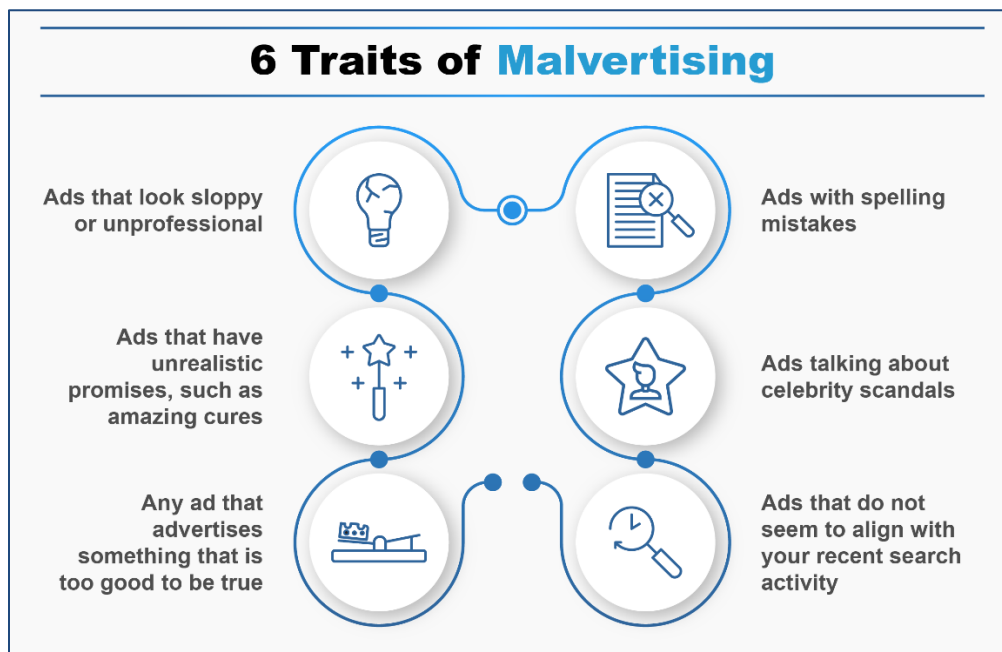 6 Traits of Malvertising
Ads that look sloppy
or unprofessional
Ads with spelling
mistakes
Ads that have
unrealistic
promises, such as
amazing cures
Ads talking about
celebrity scandals
Any ad that
advertises
something that is
too good to be true
Ads that do not
seem to align with
your recent search
activity